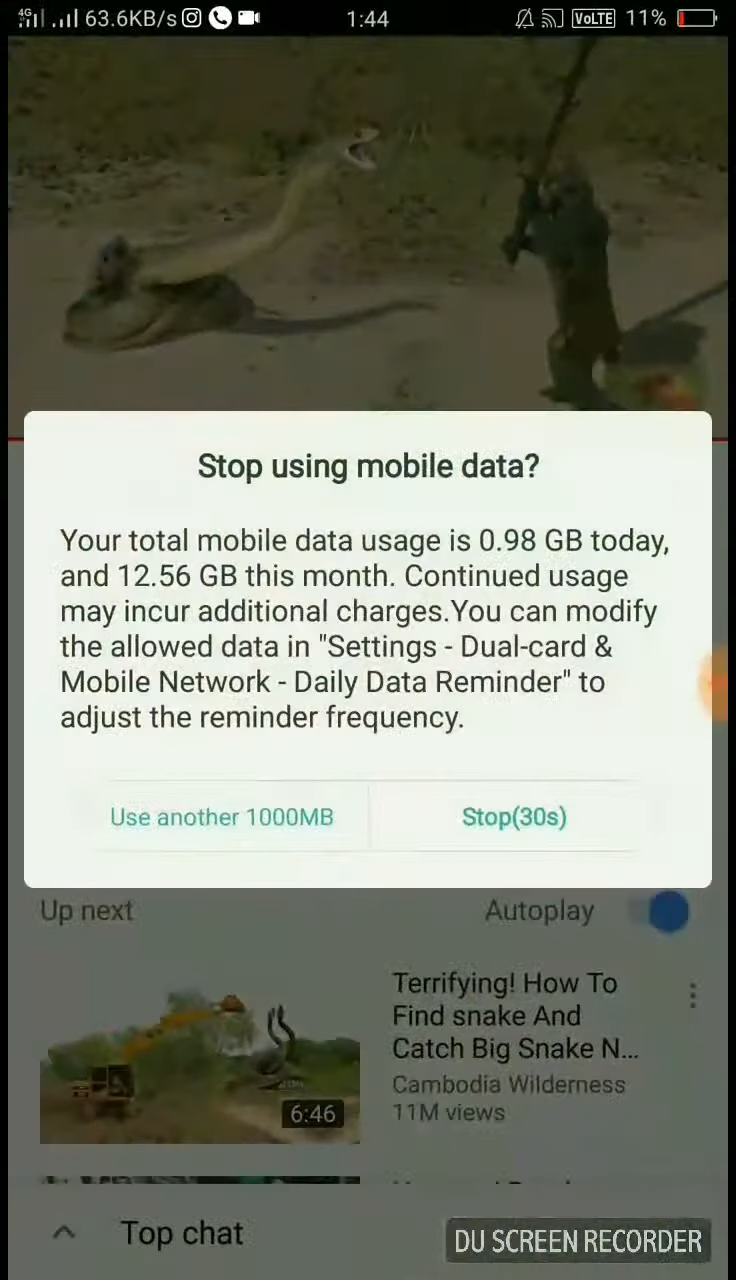 4G 63.6KB/s 1:44 VoLTE 11%
Stop using mobile data?
Your total mobile data usage is 0.98 GB today,
and 12.56 GB this month. Continued usage
may incur additional charges.You can modify
the allowed data in "Settings - Dual-card &
Mobile Network - Daily Data Reminder" to
adjust the reminder frequency.
Use another 1000MB Stop(30s)
Up next Autoplay
Terrifying! How To
Find snake And
Catch Big Snake N...
Cambodia Wilderness
11M views
6:46
Top chat
DU SCREEN RECORDER